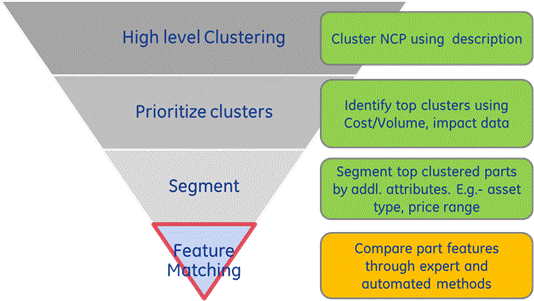 High level Clustering
Cluster NCP using description
Prioritize clusters
Identify top clusters using
Cost/Volume, impact data
Segment
Segment top clustered parts
by addl. attributes. E.g.- asset
type, price range
Feature
Matching
Compare part features
through expert and
automated methods